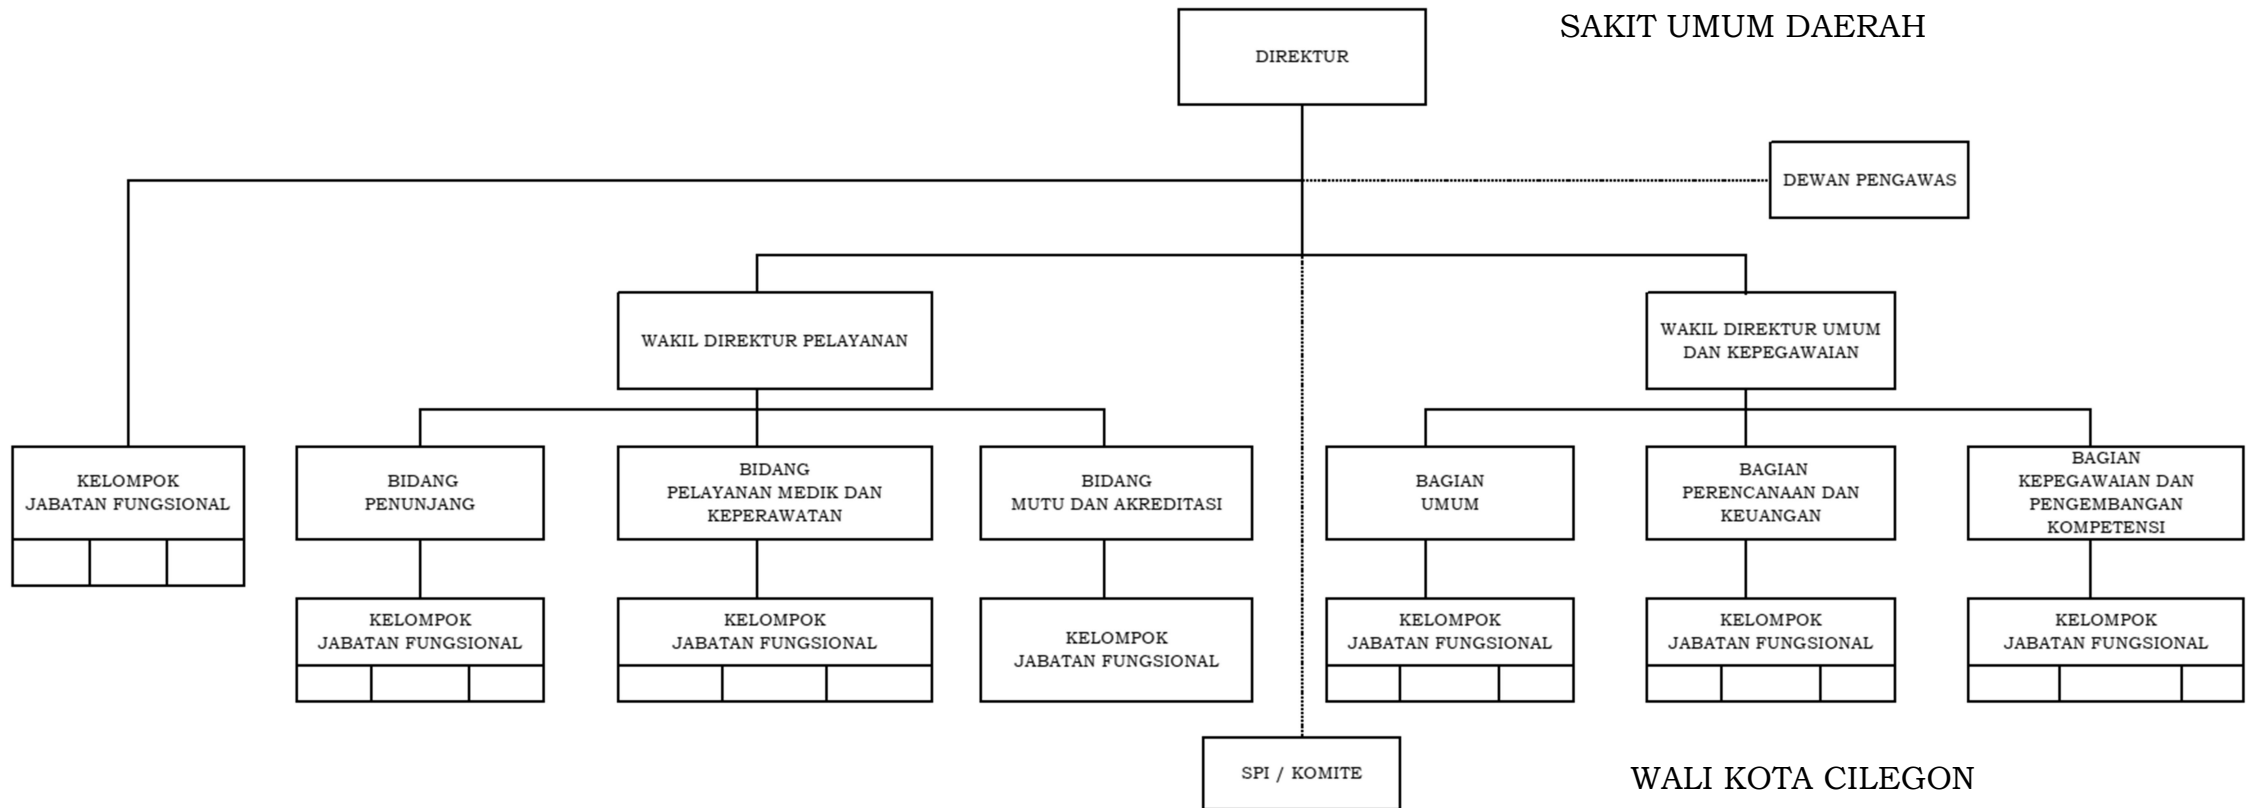 SAKIT UMUM DAERAH
DIREKTUR
DEWAN PENGAWAS
WAKIL DIREKTUR PELAYANAN
WAKIL DIREKTUR UMUM
DAN KEPEGAWAIAN
KELOMPOK
JABATAN FUNGSIONAL
BIDANG
PENUNJANG
BIDANG
PELAYANAN MEDIK DAN
KEPERAWATAN
BIDANG
MUTU DAN AKREDITASI
BAGIAN
UMUM
BAGIAN
PERENCANAAN DAN
KEUANGAN
BAGIAN
KEPEGAWAIAN DAN
PENGEMBANGAN
KOMPETENSI
KELOMPOK
JABATAN FUNGSIONAL
KELOMPOK
JABATAN FUNGSIONAL
KELOMPOK
JABATAN FUNGSIONAL
KELOMPOK
JABATAN FUNGSIONAL
KELOMPOK
JABATAN FUNGSIONAL
KELOMPOK
JABATAN FUNGSIONAL
SPI / KOMITE
WALI KOTA CILEGON